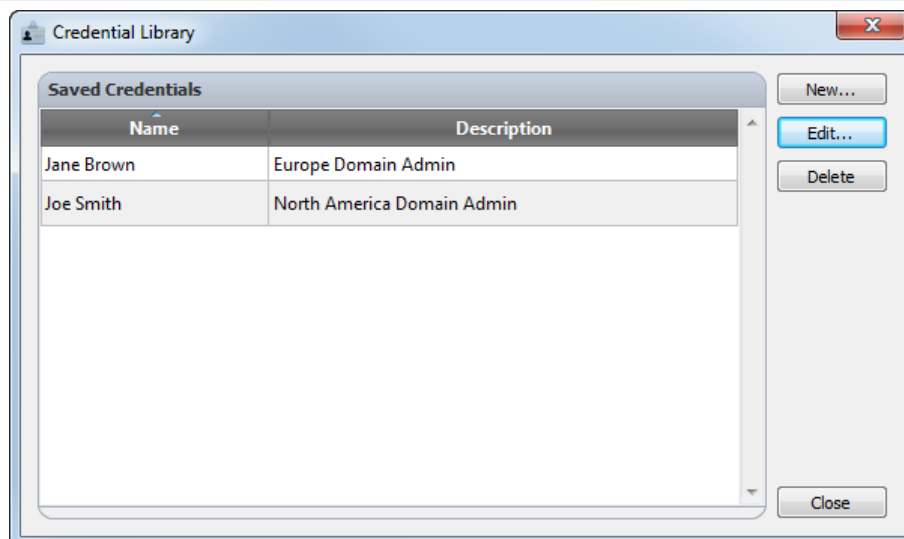 Credential Library
Saved Credentials
Name Description
Jane Brown Europe Domain Admin
Joe Smith North America Domain Admin
New...
Edit...
Delete
Close